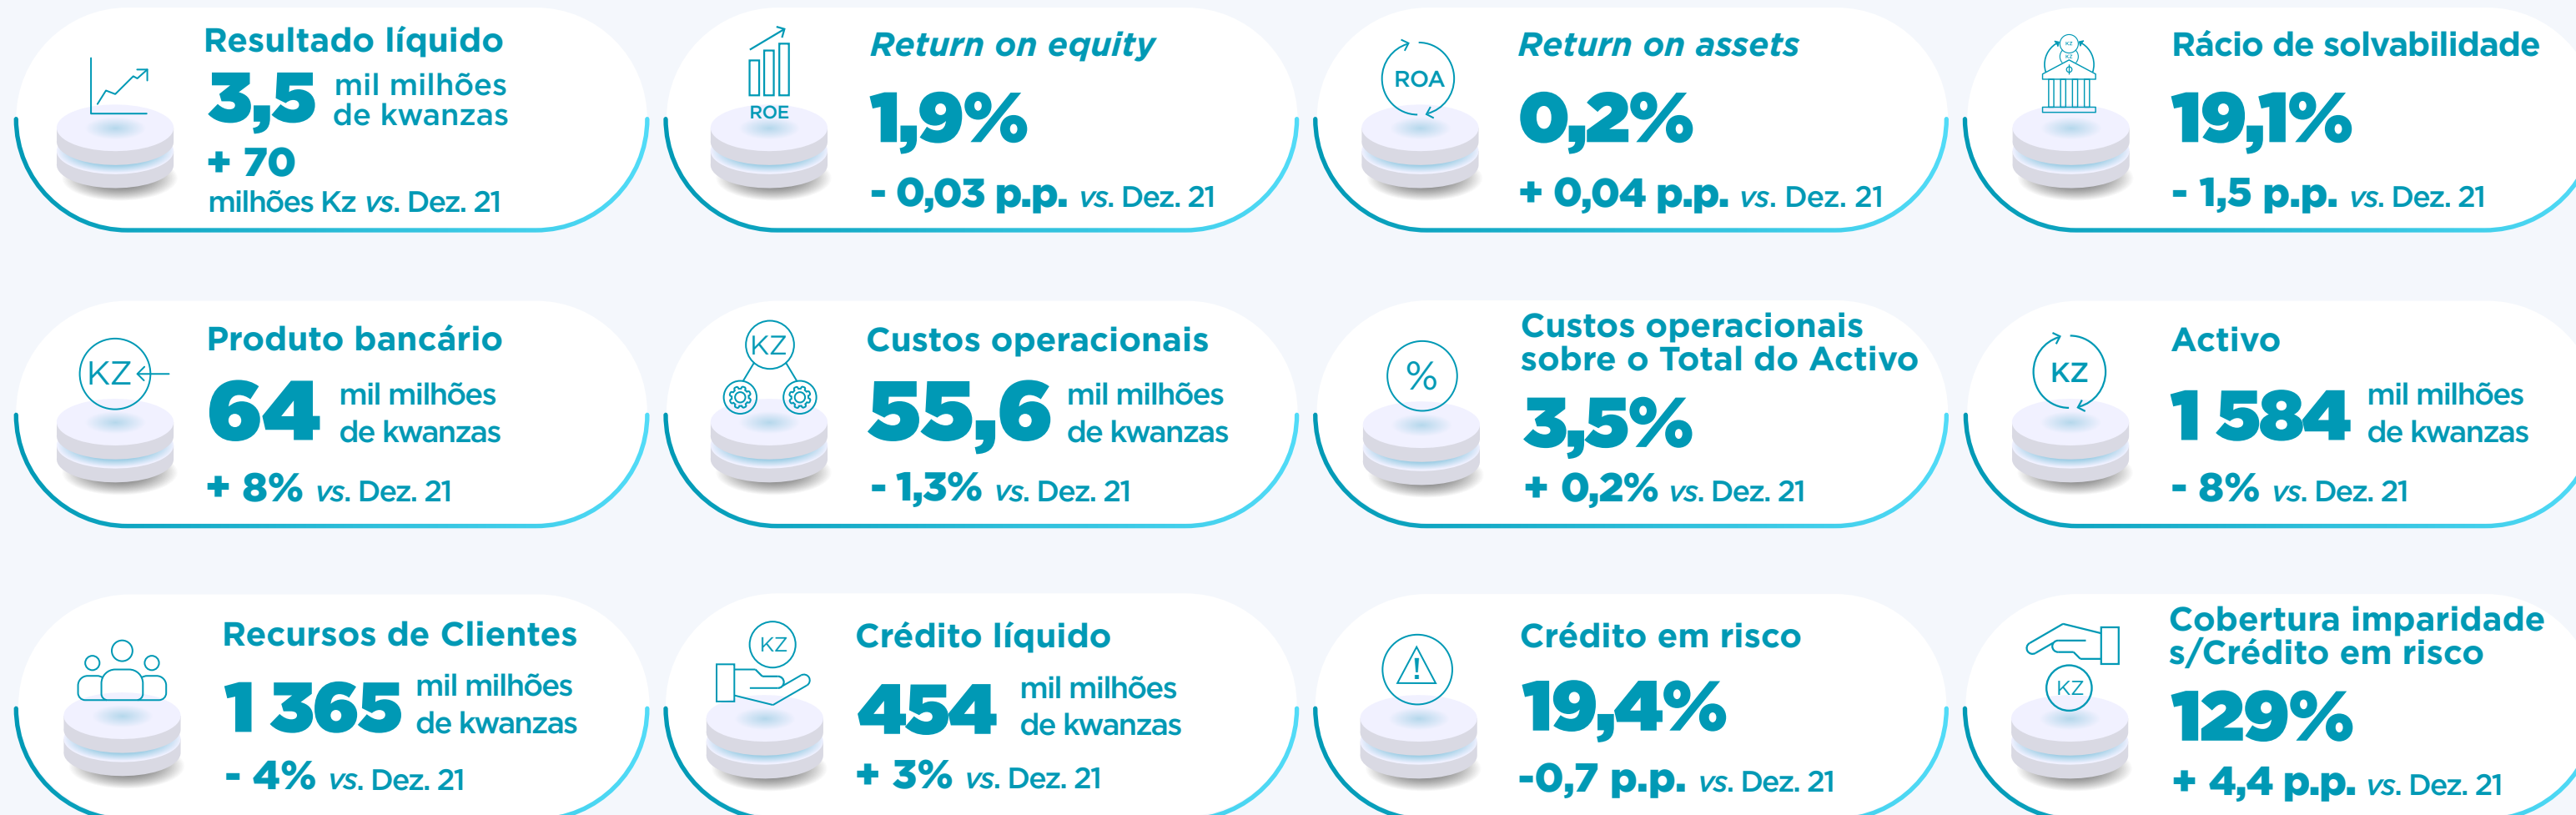 Resultado líquido
3,5 mil milhões
de kwanzas
+ 70
milhões Kz vs. Dez. 21
ROE
Return on equity
1,9%
- 0,03 p.p. vs. Dez. 21
ROA
Return on assets
0,2%
+ 0,04 p.p. vs. Dez. 21
KZ
KZ
Rácio de solvabilidade
19,1%
- 1,5 p.p. vs. Dez. 21
KZ
Produto bancário
64 mil milhões
de kwanzas
+ 8% vs. Dez. 21
KZ
Custos operacionais
55,6 mil milhões
de kwanzas
- 1,3% vs. Dez. 21
%
Custos operacionais
sobre o Total do Activo
3,5%
+ 0,2% vs. Dez. 21
KZ
Activo
1 584 mil milhões
de kwanzas
- 8% vs. Dez. 21
Recursos de Clientes
1 365 mil milhões
de kwanzas
- 4% vs. Dez. 21
KZ
Crédito líquido
454 mil milhões
de kwanzas
+ 3% vs. Dez. 21
!
Crédito em risco
19,4%
-0,7 p.p. vs. Dez. 21
KZ
Cobertura imparidade
s/Crédito em risco
129%
+ 4,4 p.p. vs. Dez. 21